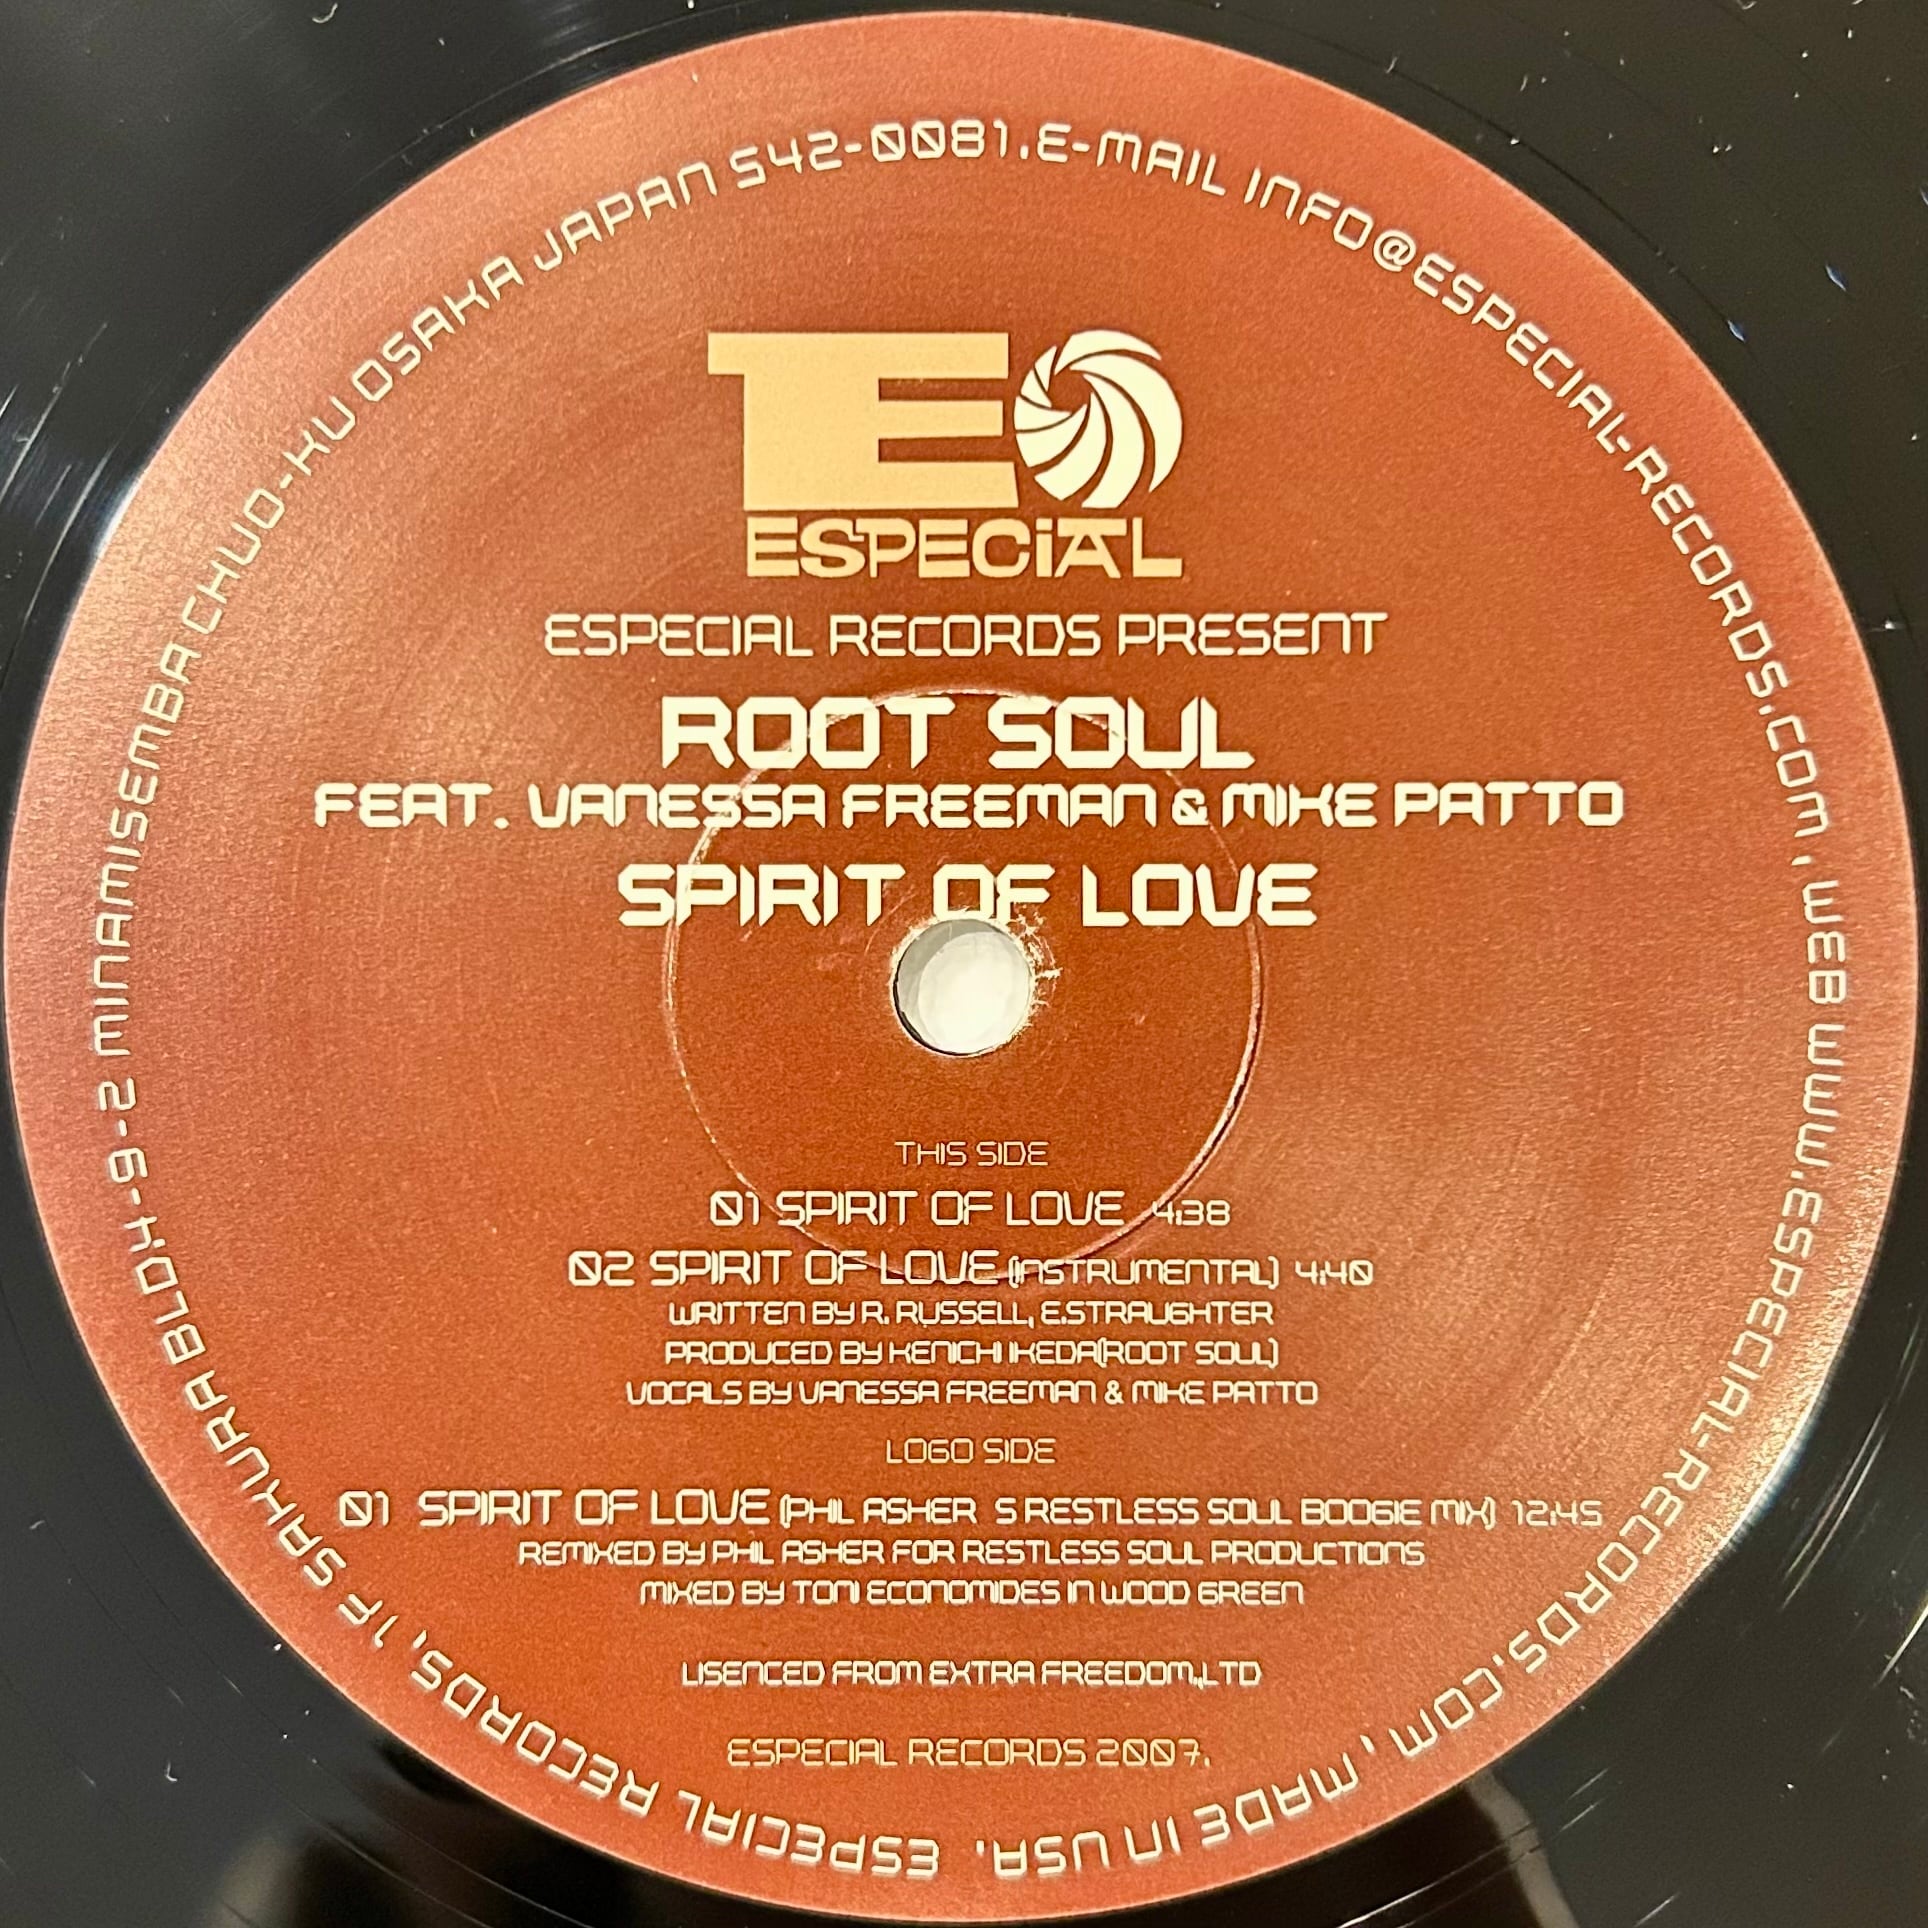 ESPECIAL
ESPECIAL RECORDS PRESENT
ROOT SOUL
FEAT. VANESSA FREEMAN & MIKE PATTO
SPIRIT OF LOVE
THIS SIDE
01 SPIRIT OF LOVE 4:38
02 SPIRIT OF LOVE (INSTRUMENTAL) 4:40
WRITTEN BY R. RUSSELL, E.STRAUGHTER
PRODUCED BY KENICHI IKEDA(ROOT SOUL)
VOCALS BY VANESSA FREEMAN & MIKE PATTO
LOGO SIDE
01 SPIRIT OF LOVE (PHIL ASHER S RESTLESS SOUL BOOGIE MIX) 12:45
REMIXED BY PHIL ASHER FOR RESTLESS SOUL PRODUCTIONS
MIXED BY TONI ECONOMIDES IN WOOD GREEN
LISENCED FROM EXTRA FREEDOM.,LTD
ESPECIAL RECORDS 2007.
ESPECIAL RECORDS, 1F SAKURA BLDH-9-2 MINAMISEMBA CHUO-KU OSAKA JAPAN 542-0081.E-MAIL INFO@ESPECIAL-RECORDS.COM, WEB WWW.ESPECIAL-RECORDS.COM, MADE IN USA.